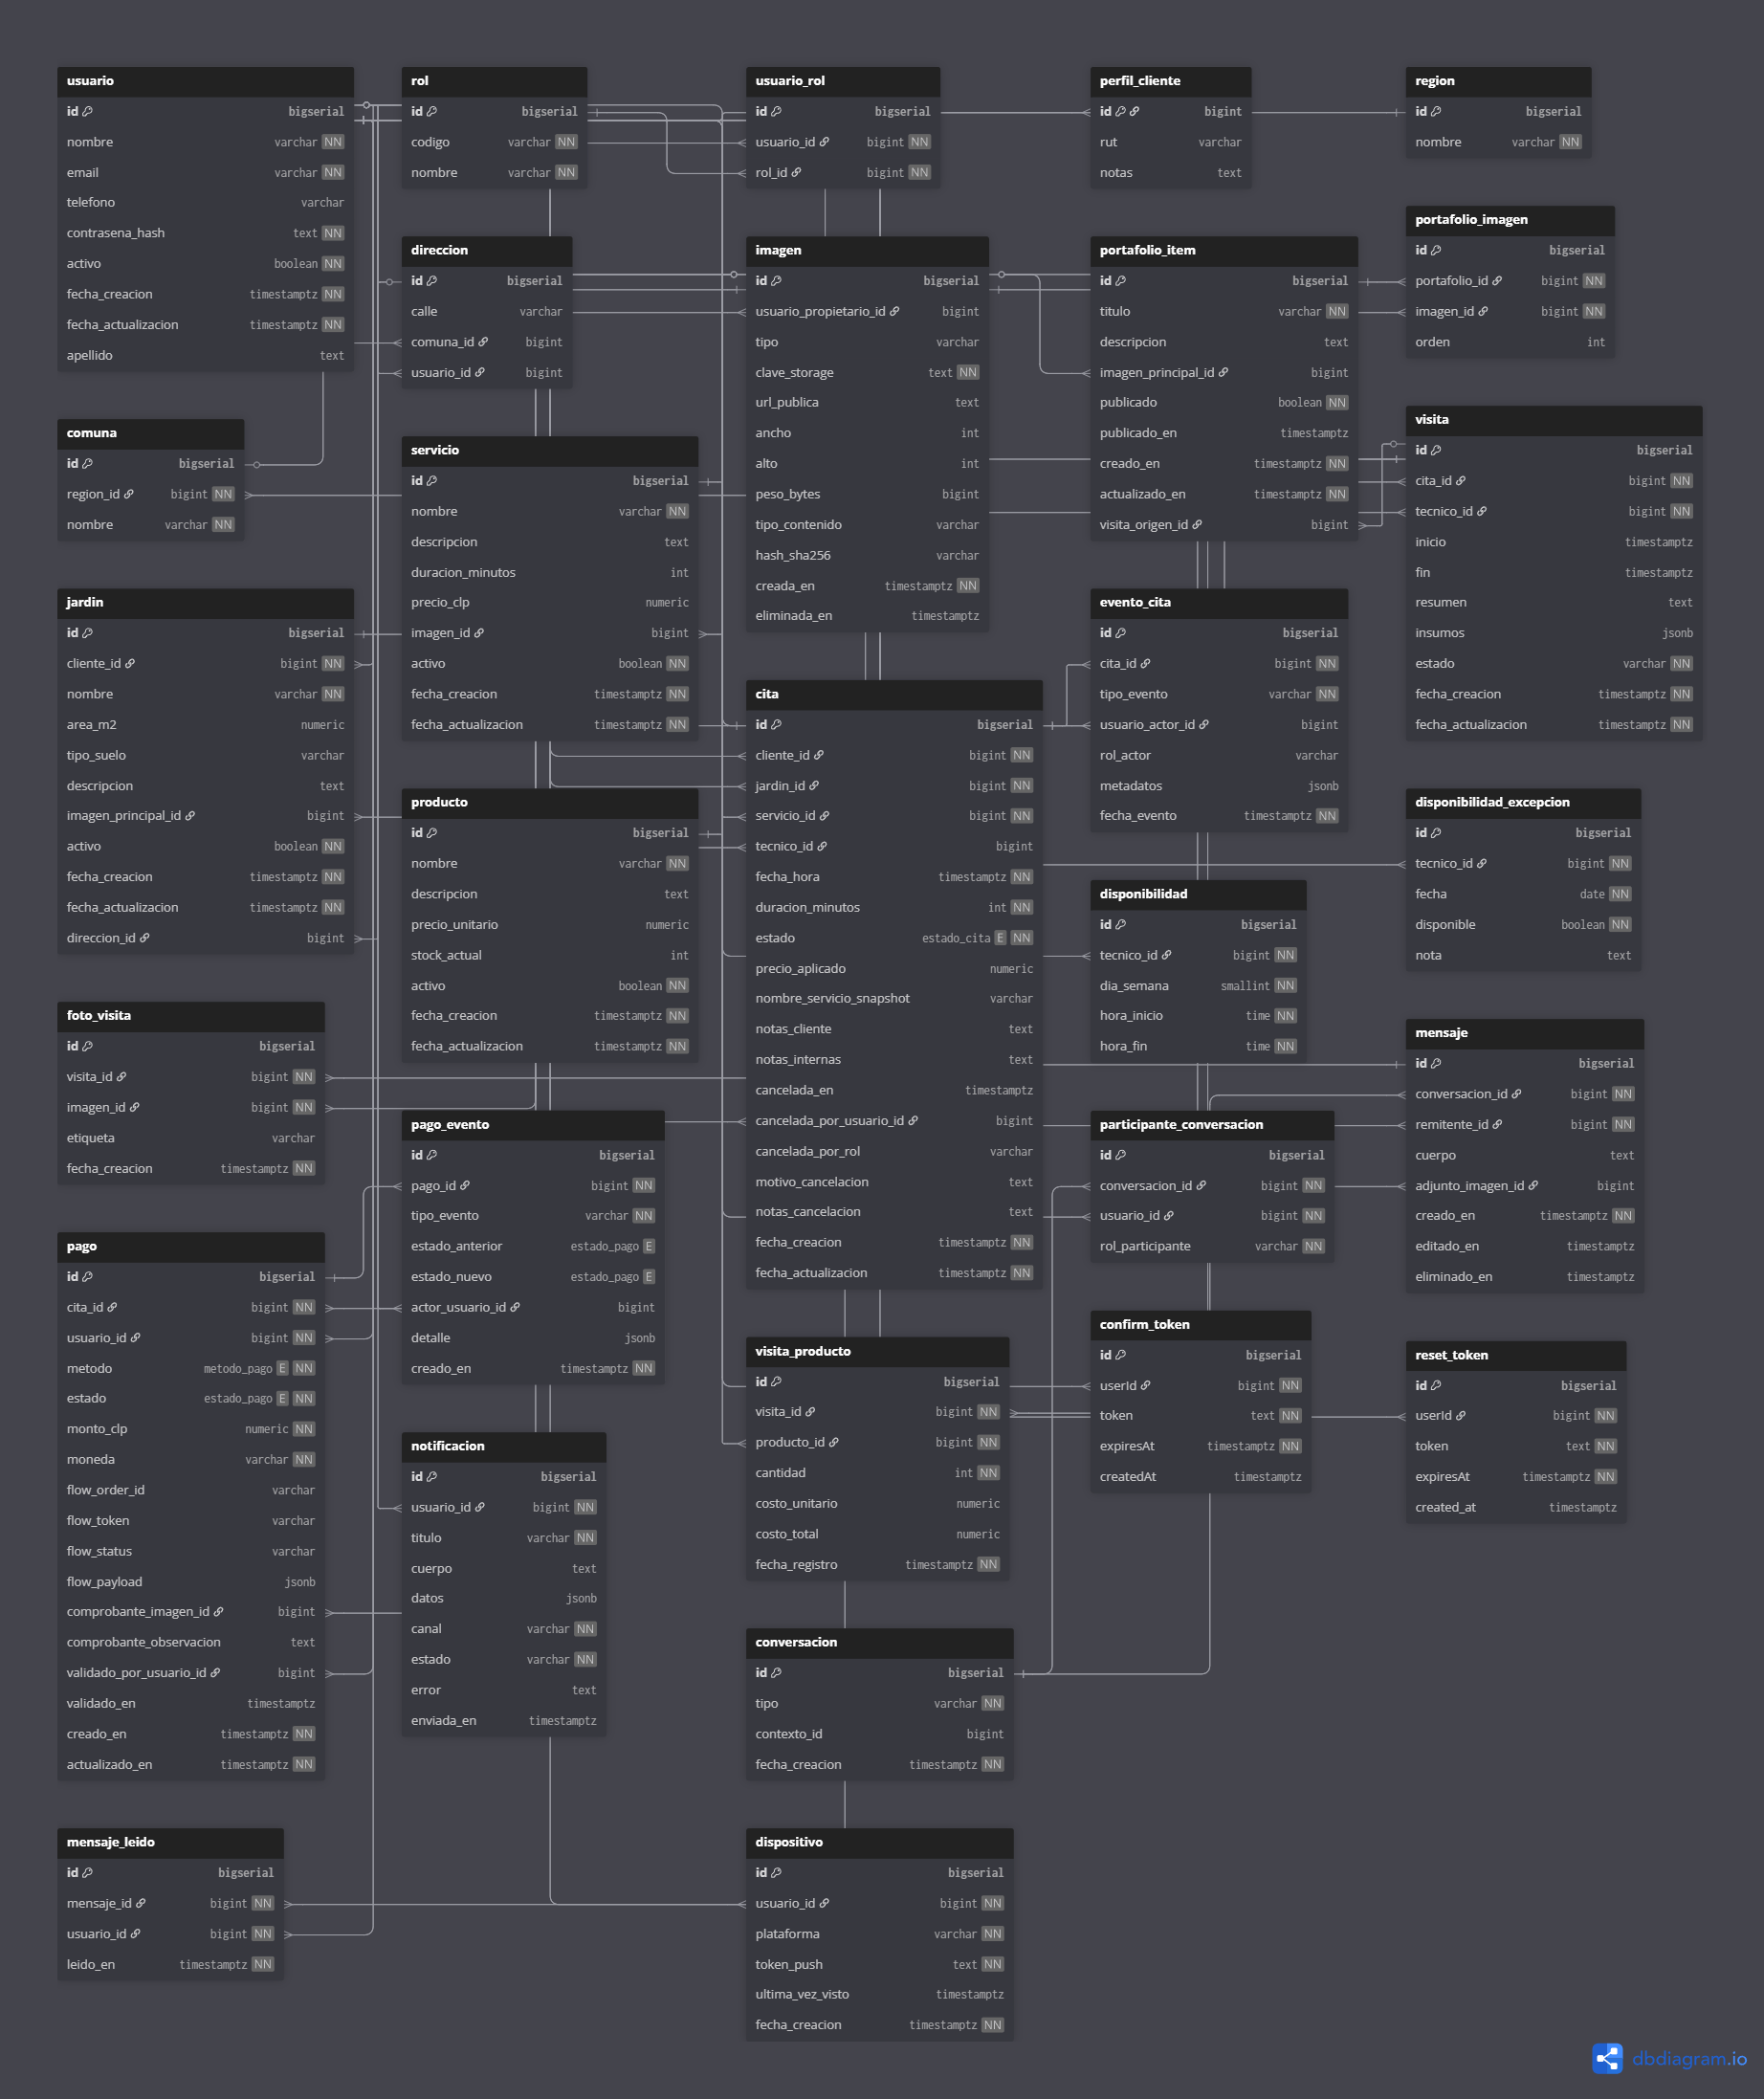 usuario
id bigserial
nombre varchar NN
email varchar NN
telefono varchar
contrasena_hash text NN
activo boolean NN
fecha_creacion timestamptz NN
fecha_actualizacion timestamptz NN
apellido text
comuna
id bigserial
region_id bigint NN
nombre varchar NN
jardin
id bigserial
cliente_id bigint NN
nombre varchar NN
area_m2 numeric
tipo_suelo varchar
descripcion text
imagen_principal_id bigint
activo boolean NN
fecha_creacion timestamptz NN
fecha_actualizacion timestamptz NN
direccion_id bigint
foto_visita
id bigserial
visita_id bigint NN
imagen_id bigint NN
etiqueta varchar
fecha_creacion timestamptz NN
pago
id bigserial
cita_id bigint NN
usuario_id bigint NN
metodo metodo_pago E NN
estado estado_pago E NN
monto_clp numeric NN
moneda varchar NN
flow_order_id varchar
flow_token varchar
flow_status varchar
flow_payload jsonb
comprobante_imagen_id bigint
comprobante_observacion text
validado_por_usuario_id bigint
validado_en timestamptz
creado_en timestamptz NN
actualizado_en timestamptz NN
mensaje_leido
id bigserial
mensaje_id bigint NN
usuario_id bigint NN
leido_en timestamptz NN
rol
id bigserial
codigo varchar NN
nombre varchar NN
direccion
id bigserial
calle varchar
comuna_id bigint
usuario_id bigint
servicio
id bigserial
nombre varchar NN
descripcion text
duracion_minutos int
precio_clp numeric
imagen_id bigint
activo boolean NN
fecha_creacion timestamptz NN
fecha_actualizacion timestamptz NN
producto
id bigserial
nombre varchar NN
descripcion text
precio_unitario numeric
stock_actual int
activo boolean NN
fecha_creacion timestamptz NN
fecha_actualizacion timestamptz NN
pago_evento
id bigserial
pago_id bigint NN
tipo_evento varchar NN
estado_anterior estado_pago E
estado_nuevo estado_pago E
actor_usuario_id bigint
detalle jsonb
creado_en timestamptz NN
notificacion
id bigserial
usuario_id bigint NN
titulo varchar NN
cuerpo text
datos jsonb
canal varchar NN
estado varchar NN
error text
enviada_en timestamptz
usuario_rol
id bigserial
usuario_id bigint NN
rol_id bigint NN
imagen
id bigserial
usuario_propietario_id bigint
tipo varchar
clave_storage text NN
url_publica text
ancho int
alto int
peso_bytes bigint
tipo_contenido varchar
hash_sha256 varchar
creada_en timestamptz NN
eliminada_en timestamptz
cita
id bigserial
cliente_id bigint NN
jardin_id bigint NN
servicio_id bigint NN
tecnico_id bigint
fecha_hora timestamptz NN
duracion_minutos int NN
estado estado_cita E NN
precio_aplicado numeric
nombre_servicio_snapshot varchar
notas_cliente text
notas_internas text
cancelada_en timestamptz
cancelada_por_usuario_id bigint
cancelada_por_rol varchar
motivo_cancelacion text
notas_cancelacion text
fecha_creacion timestamptz NN
fecha_actualizacion timestamptz NN
visita_producto
id bigserial
visita_id bigint NN
producto_id bigint NN
cantidad int NN
costo_unitario numeric
costo_total numeric
fecha_registro timestamptz NN
conversacion
id bigserial
tipo varchar NN
contexto_id bigint
fecha_creacion timestamptz NN
dispositivo
id bigserial
usuario_id bigint NN
plataforma varchar NN
token_push text NN
ultima_vez_visto timestamptz
fecha_creacion timestamptz NN
perfil_cliente
id bigint
rut varchar
notas text
portafolio_item
id bigserial
titulo varchar NN
descripcion text
imagen_principal_id bigint
publicado boolean NN
publicado_en timestamptz
creado_en timestamptz NN
actualizado_en timestamptz NN
visita_origen_id bigint
evento_cita
id bigserial
cita_id bigint NN
tipo_evento varchar NN
usuario_actor_id bigint
rol_actor varchar
metadatos jsonb
fecha_evento timestamptz NN
disponibilidad
id bigserial
tecnico_id bigint NN
dia_semana smallint NN
hora_inicio time NN
hora_fin time NN
participante_conversacion
id bigserial
conversacion_id bigint NN
usuario_id bigint NN
rol_participante varchar NN
confirm_token
id bigserial
userId bigint NN
token text NN
expiresAt timestamptz NN
createdAt timestamptz
region
id bigserial
nombre varchar NN
portafolio_imagen
id bigserial
portafolio_id bigint NN
imagen_id bigint NN
orden int
visita
id bigserial
cita_id bigint NN
tecnico_id bigint NN
inicio timestamptz
fin timestamptz
resumen text
insumos jsonb
estado varchar NN
fecha_creacion timestamptz NN
fecha_actualizacion timestamptz NN
disponibilidad_excepcion
id bigserial
tecnico_id bigint NN
fecha date NN
disponible boolean NN
nota text
mensaje
id bigserial
conversacion_id bigint NN
remitente_id bigint NN
cuerpo text
adjunto_imagen_id bigint
creado_en timestamptz NN
editado_en timestamptz
eliminado_en timestamptz
reset_token
id bigserial
userId bigint NN
token text NN
expiresAt timestamptz NN
created_at timestamptz
dbdiagram.io